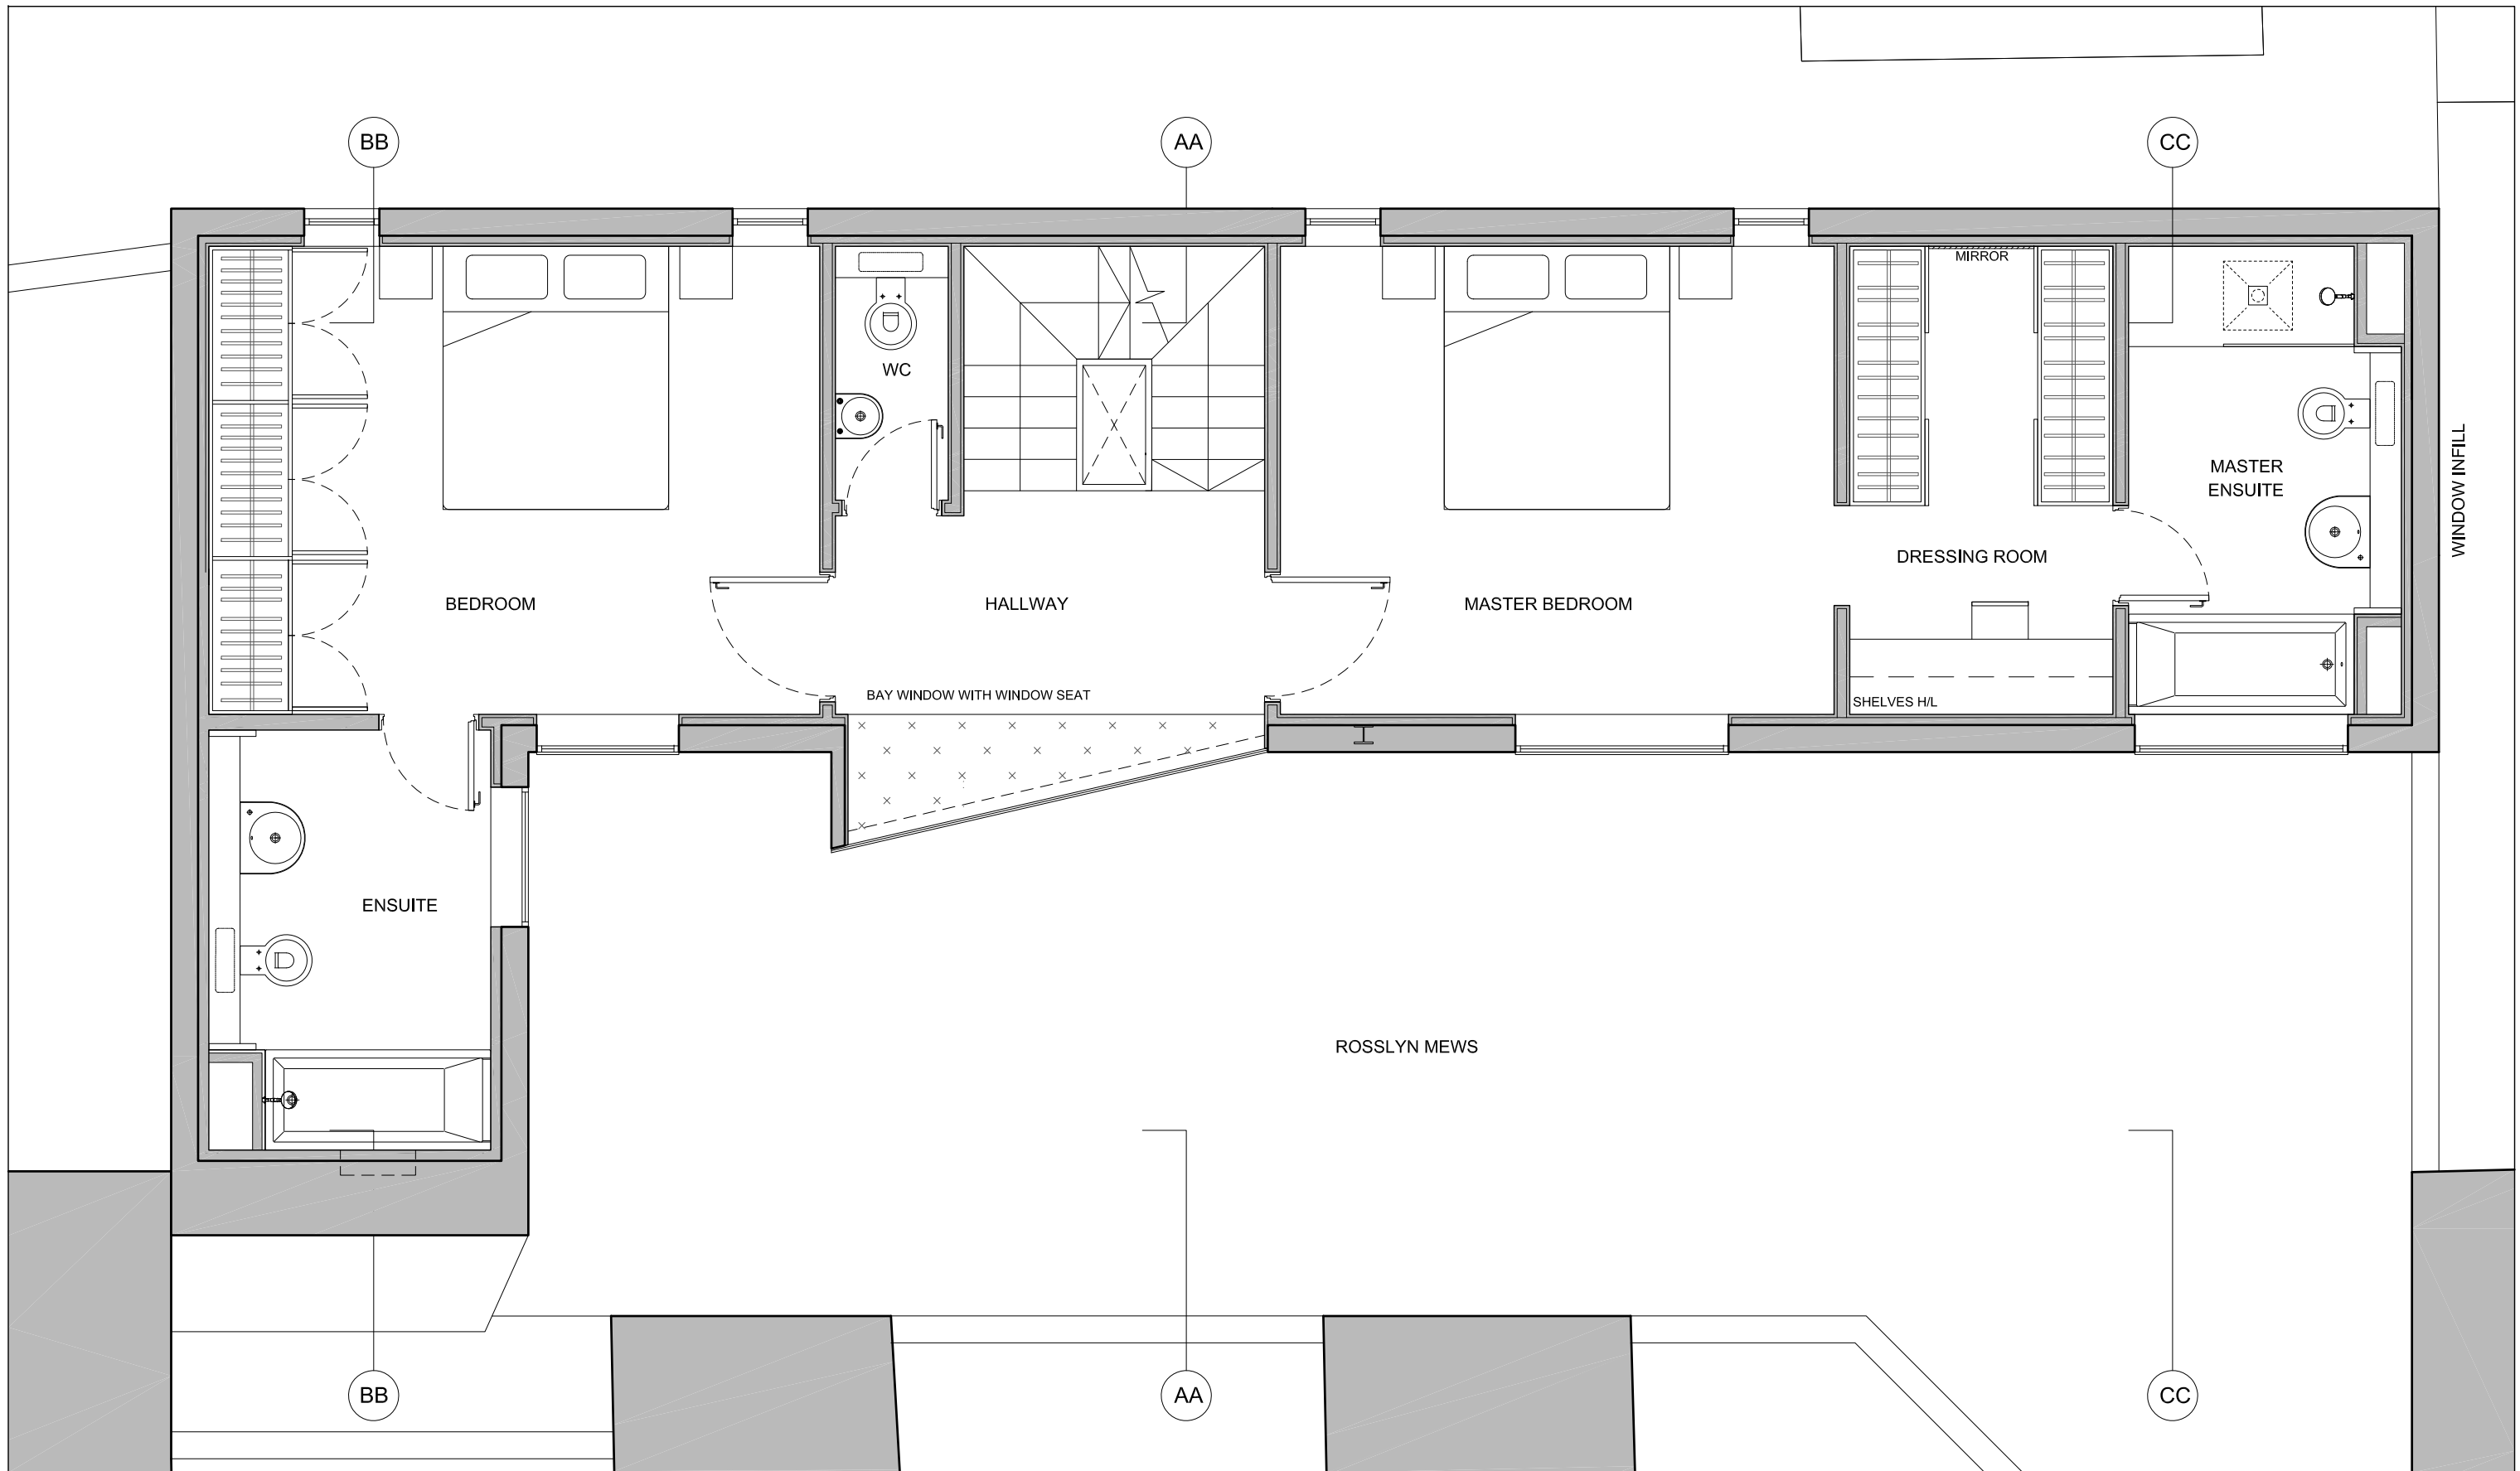 BB
AA
CC
MIRROR
WC
MASTER
ENSUITE
WINDOW INFILL
DRESSING ROOM
BEDROOM
HALLWAY
MASTER BEDROOM
BAY WINDOW WITH WINDOW SEAT
SHELVES H/L
ENSUITE
ROSSLYN MEWS
BB
AA
CC